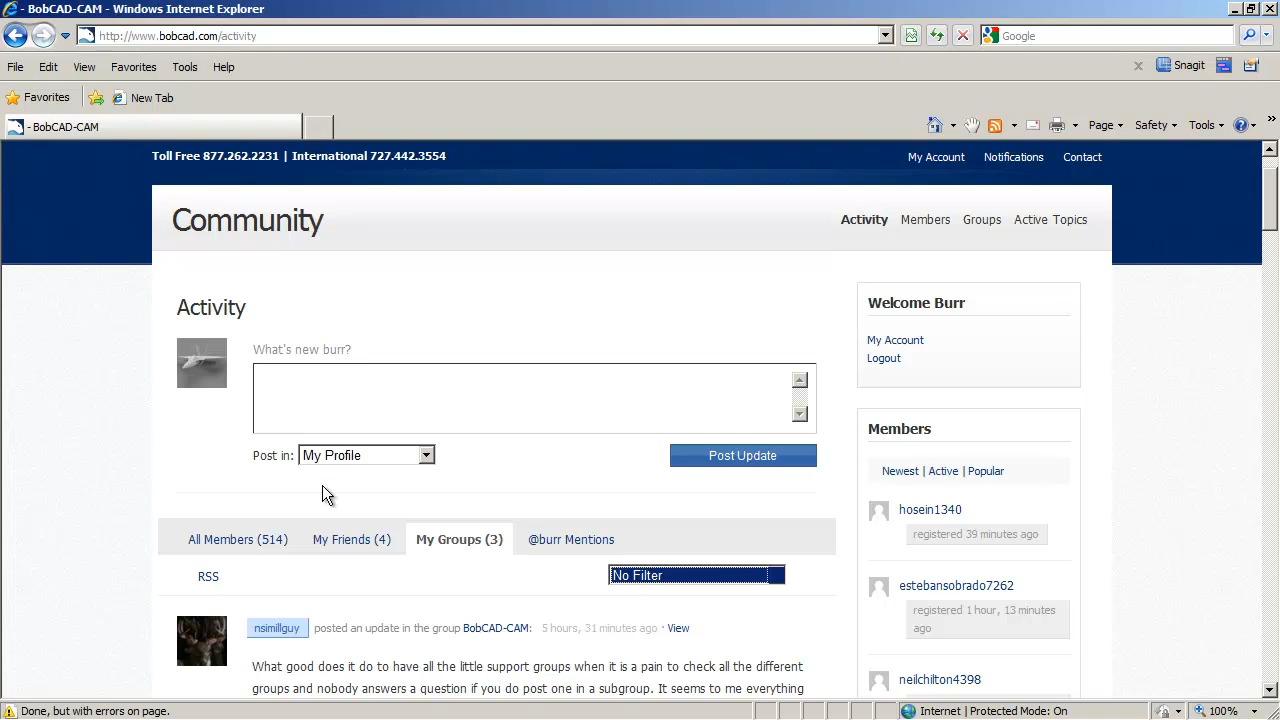 - BobCAD-CAM - Windows Internet Explorer
http://www.bobcad.com/activity
Google
File Edit View Favorites Tools Help
Snagit
Favorites New Tab
- BobCAD-CAM
Page Safety Tools
Toll Free 877.262.2231 | International 727.442.3554
My Account Notifications Contact
Community
Activity Members Groups Active Topics
Activity
What's new burr?
Post in: My Profile
Post Update
All Members (514) My Friends (4) My Groups (3) @burr Mentions
RSS
No Filter
nsimillguy posted an update in the group BobCAD-CAM: 5 hours, 31 minutes ago · View
What good does it do to have all the little support groups when it is a pain to check all the different
groups and nobody answers a question if you do post one in a subgroup. It seems to me everything
Welcome Burr
My Account
Logout
Members
Newest | Active | Popular
hosein1340
registered 39 minutes ago
estebansobrado7262
registered 1 hour, 13 minutes
ago
neilchilton4398
Done, but with errors on page.
Internet | Protected Mode: On
100%